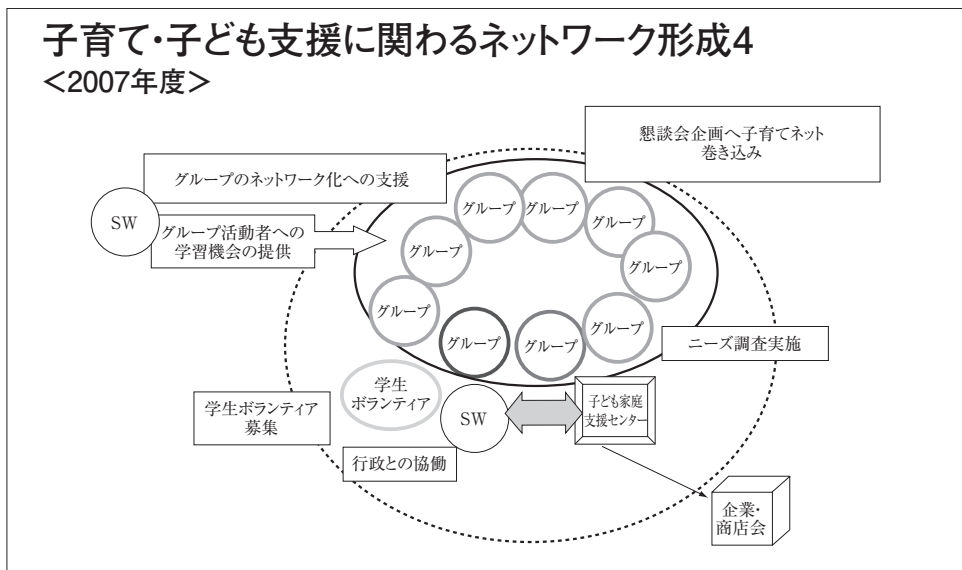 子育て・子ども支援に関わるネットワーク形成4
<2007年度>
懇談会企画へ子育てネット
巻き込み
グループのネットワーク化への支援
SW
グループ活動者への
学習機会の提供
グループ
グループ
グループ
グループ
グループ
グループ
グループ
グループ
グループ
グループ
ニーズ調査実施
学生
ボランティア
学生ボランティア
募集
SW
子ども家庭
支援センター
行政との協働
企業・
商店会